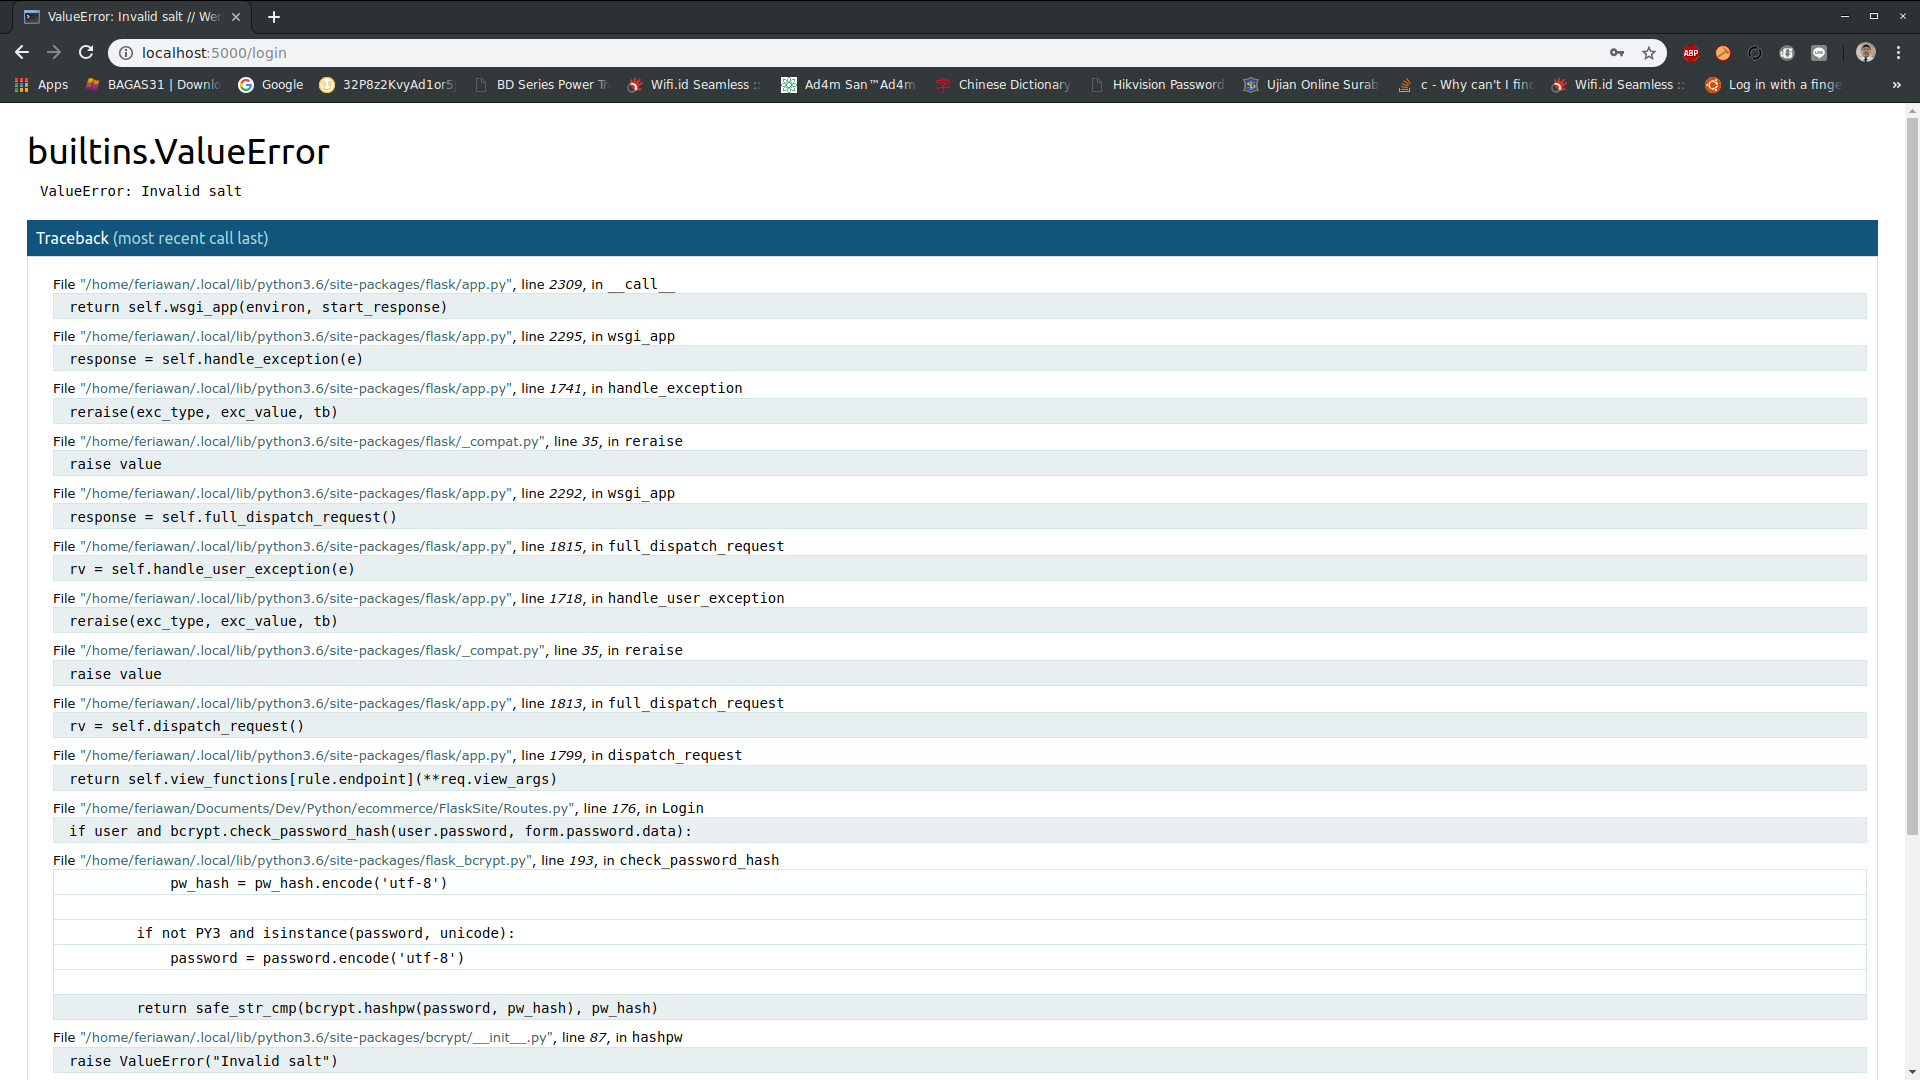 ValueError: Invalid salt // Wer
localhost:5000/login
ABP
Apps
BAGAS31 | Downlo
Google
32P8z2KvyAd1or5
BD Series Power Tr
Wifi.id Seamless ::
Ad4m San™Ad4m
Chinese Dictionary
Hikvision Password
Ujian Online Surab
c - Why can't I find
Wifi.id Seamless ::
Log in with a finge
»
builtins.ValueError
ValueError: Invalid salt
Traceback (most recent call last)
File "/home/feriawan/.local/lib/python3.6/site-packages/flask/app.py", line 2309, in __call__
return self.wsgi_app(environ, start_response)
File "/home/feriawan/.local/lib/python3.6/site-packages/flask/app.py", line 2295, in wsgi_app
response = self.handle_exception(e)
File "/home/feriawan/.local/lib/python3.6/site-packages/flask/app.py", line 1741, in handle_exception
reraise(exc_type, exc_value, tb)
File "/home/feriawan/.local/lib/python3.6/site-packages/flask/_compat.py", line 35, in reraise
raise value
File "/home/feriawan/.local/lib/python3.6/site-packages/flask/app.py", line 2292, in wsgi_app
response = self.full_dispatch_request()
File "/home/feriawan/.local/lib/python3.6/site-packages/flask/app.py", line 1815, in full_dispatch_request
rv = self.handle_user_exception(e)
File "/home/feriawan/.local/lib/python3.6/site-packages/flask/app.py", line 1718, in handle_user_exception
reraise(exc_type, exc_value, tb)
File "/home/feriawan/.local/lib/python3.6/site-packages/flask/_compat.py", line 35, in reraise
raise value
File "/home/feriawan/.local/lib/python3.6/site-packages/flask/app.py", line 1813, in full_dispatch_request
rv = self.dispatch_request()
File "/home/feriawan/.local/lib/python3.6/site-packages/flask/app.py", line 1799, in dispatch_request
return self.view_functions[rule.endpoint](**req.view_args)
File "/home/feriawan/Documents/Dev/Python/ecommerce/FlaskSite/Routes.py", line 176, in Login
if user and bcrypt.check_password_hash(user.password, form.password.data):
File "/home/feriawan/.local/lib/python3.6/site-packages/flask_bcrypt.py", line 193, in check_password_hash
pw_hash = pw_hash.encode('utf-8')
if not PY3 and isinstance(password, unicode):
password = password.encode('utf-8')
return safe_str_cmp(bcrypt.hashpw(password, pw_hash), pw_hash)
File "/home/feriawan/.local/lib/python3.6/site-packages/bcrypt/__init__.py", line 87, in hashpw
raise ValueError("Invalid salt")